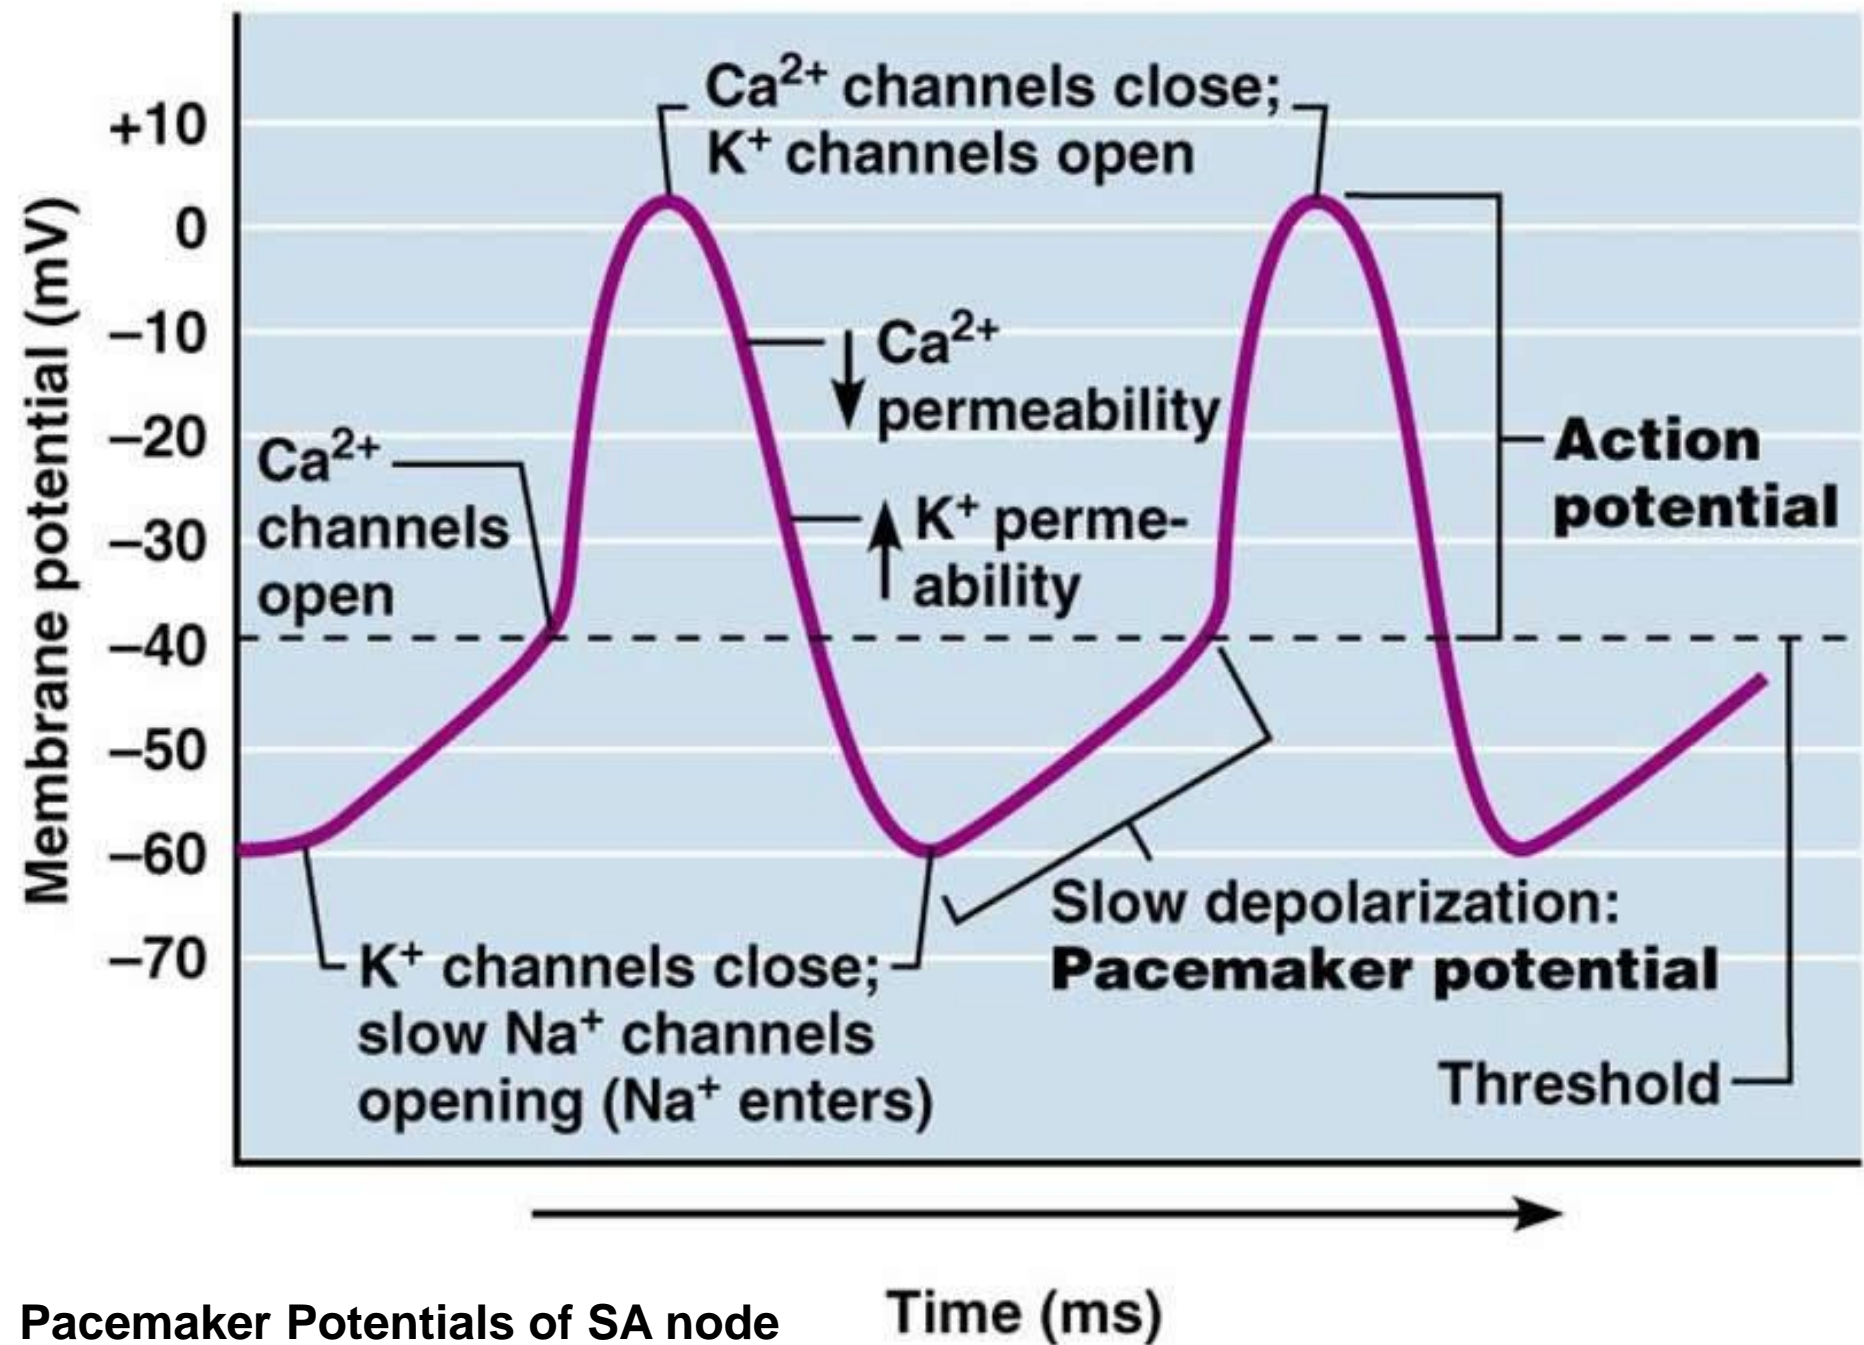 Ca²⁺ channels close;
K⁺ channels open
+10
0
–10
–20
–30
–40
–50
–60
–70
Membrane potential (mV)
Ca²⁺
permeability
Ca²⁺
channels
open
K⁺ perme-
ability
Action
potential
Slow depolarization:
Pacemaker potential
K⁺ channels close;
slow Na⁺ channels
opening (Na⁺ enters)
Threshold
Time (ms)
Pacemaker Potentials of SA node